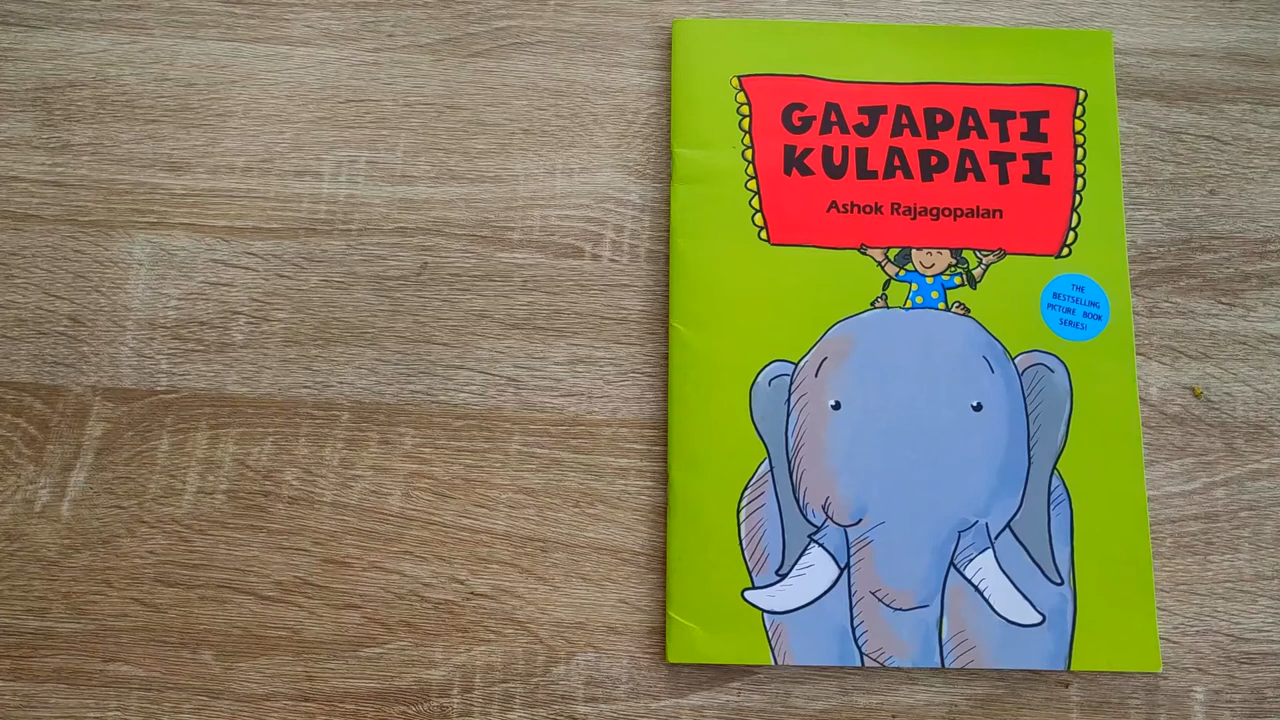 GAJAPATI
KULAPATI
Ashok Rajagopalan
THE
BESTSELLING
PICTURE BOOK
SERIES!